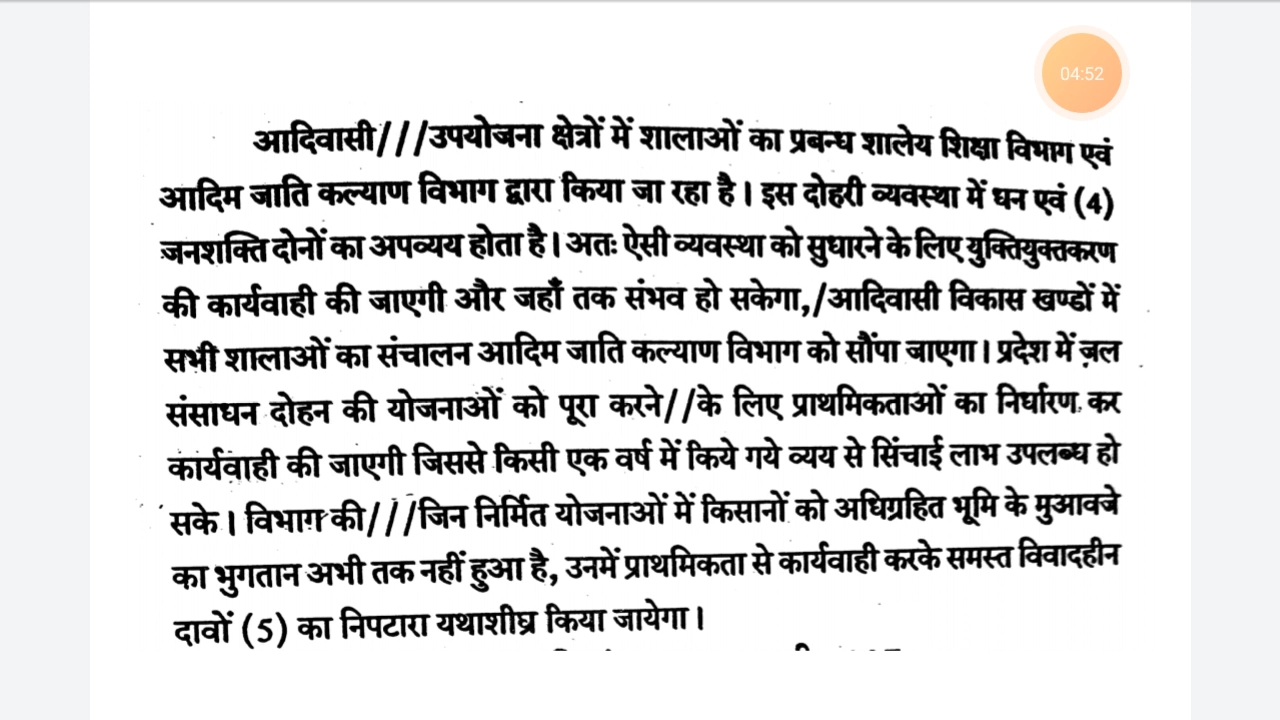 04:52
आदिवासी///उपयोजना क्षेत्रों में शालाओं का प्रबन्ध शालेय शिक्षा विभाग एवं
आदिम जाति कल्याण विभाग द्वारा किया जा रहा है। इस दोहरी व्यवस्था में धन एवं (4)
जनशक्ति दोनों का अपव्यय होता है। अतः ऐसी व्यवस्था को सुधारने के लिए युक्तियुक्तकरण
की कार्यवाही की जाएगी और जहाँ तक संभव हो सकेगा,/आदिवासी विकास खण्डों में
सभी शालाओं का संचालन आदिम जाति कल्याण विभाग को सौंपा जाएगा। प्रदेश में जल
संसाधन दोहन की योजनाओं को पूरा करने//के लिए प्राथमिकताओं का निर्धारण कर
कार्यवाही की जाएगी जिससे किसी एक वर्ष में किये गये व्यय से सिंचाई लाभ उपलब्ध हो
सके। विभाग की///जिन निर्मित योजनाओं में किसानों को अधिग्रहित भूमि के मुआवजे
का भुगतान अभी तक नहीं हुआ है, उनमें प्राथमिकता से कार्यवाही करके समस्त विवादहीन
दावों (5) का निपटारा यथाशीघ्र किया जायेगा।